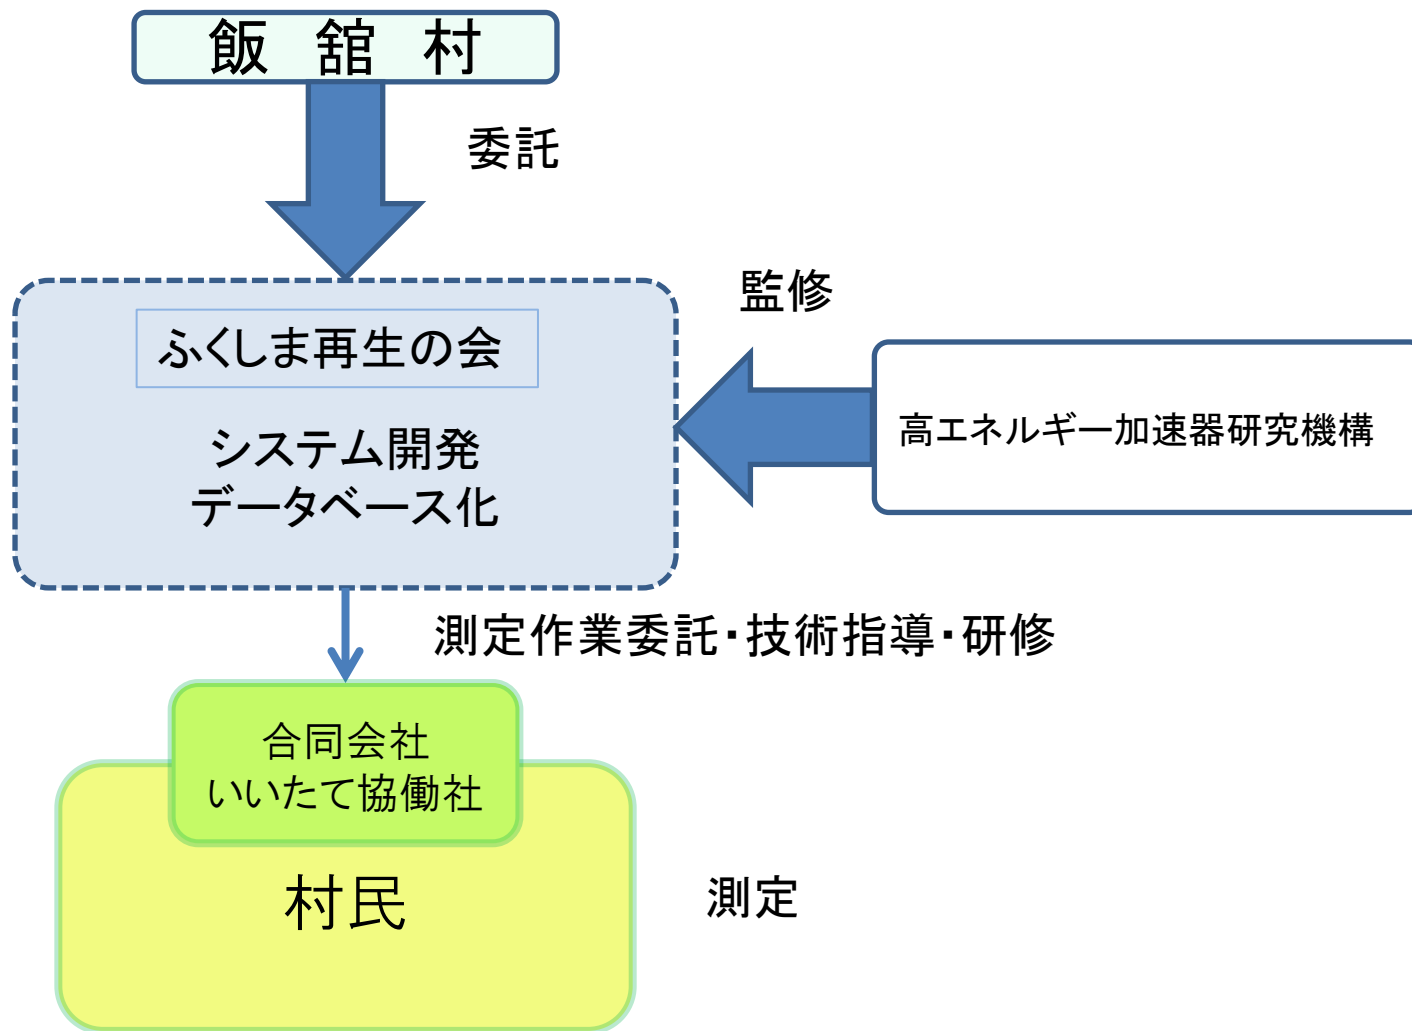 飯　舘　村
委託
監修
ふくしま再生の会
システム開発
データベース化
高エネルギー加速器研究機構
測定作業委託・技術指導・研修
合同会社
いいたて協働社
村民
測定